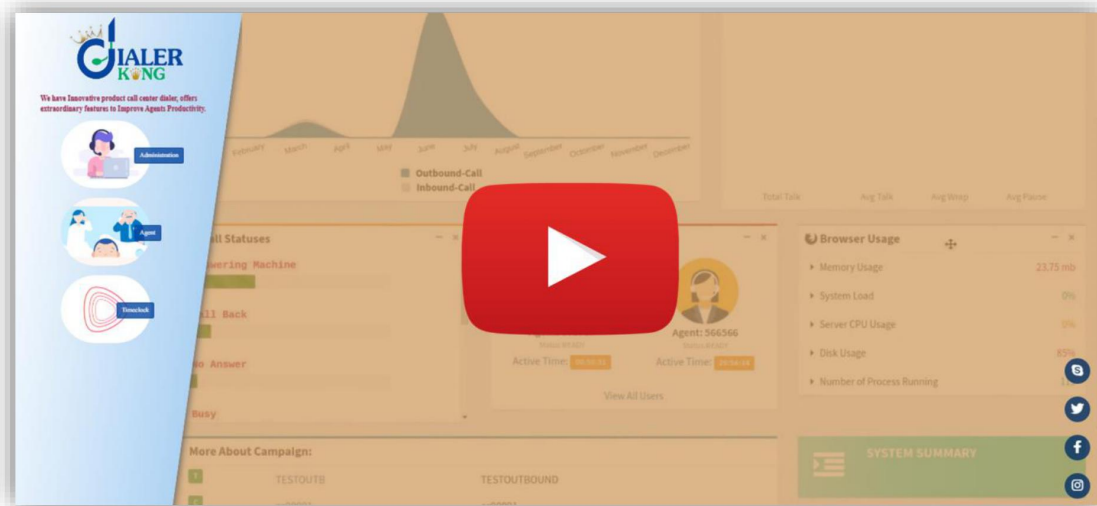 DIALER
KING
We have Innovative product call center dialer, offers
extraordinary features to Improve Agents Productivity.
Administration
Agent
Timeclock
February March April May June July August September October November December
Outbound-Call
Inbound-Call
Total Talk Avg Talk Avg Wrap Avg Pause
all Statuses
wering Machine
all Back
No Answer
Busy
Agent: 566566
Active Time:
Active Time:
View All Users
Browser Usage
Memory Usage 23.75 mb
System Load 0%
Server CPU Usage 0%
Disk Usage 85%
Number of Process Running
More About Campaign:
TESTOUTB TESTOUTBOUND
SYSTEM SUMMARY